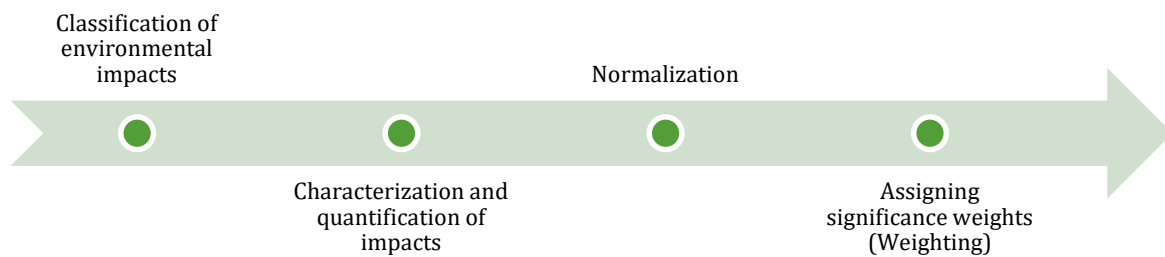 Classification of
environmental
impacts
Characterization and
quantification of
impacts
Normalization
Assigning
significance weights
(Weighting)